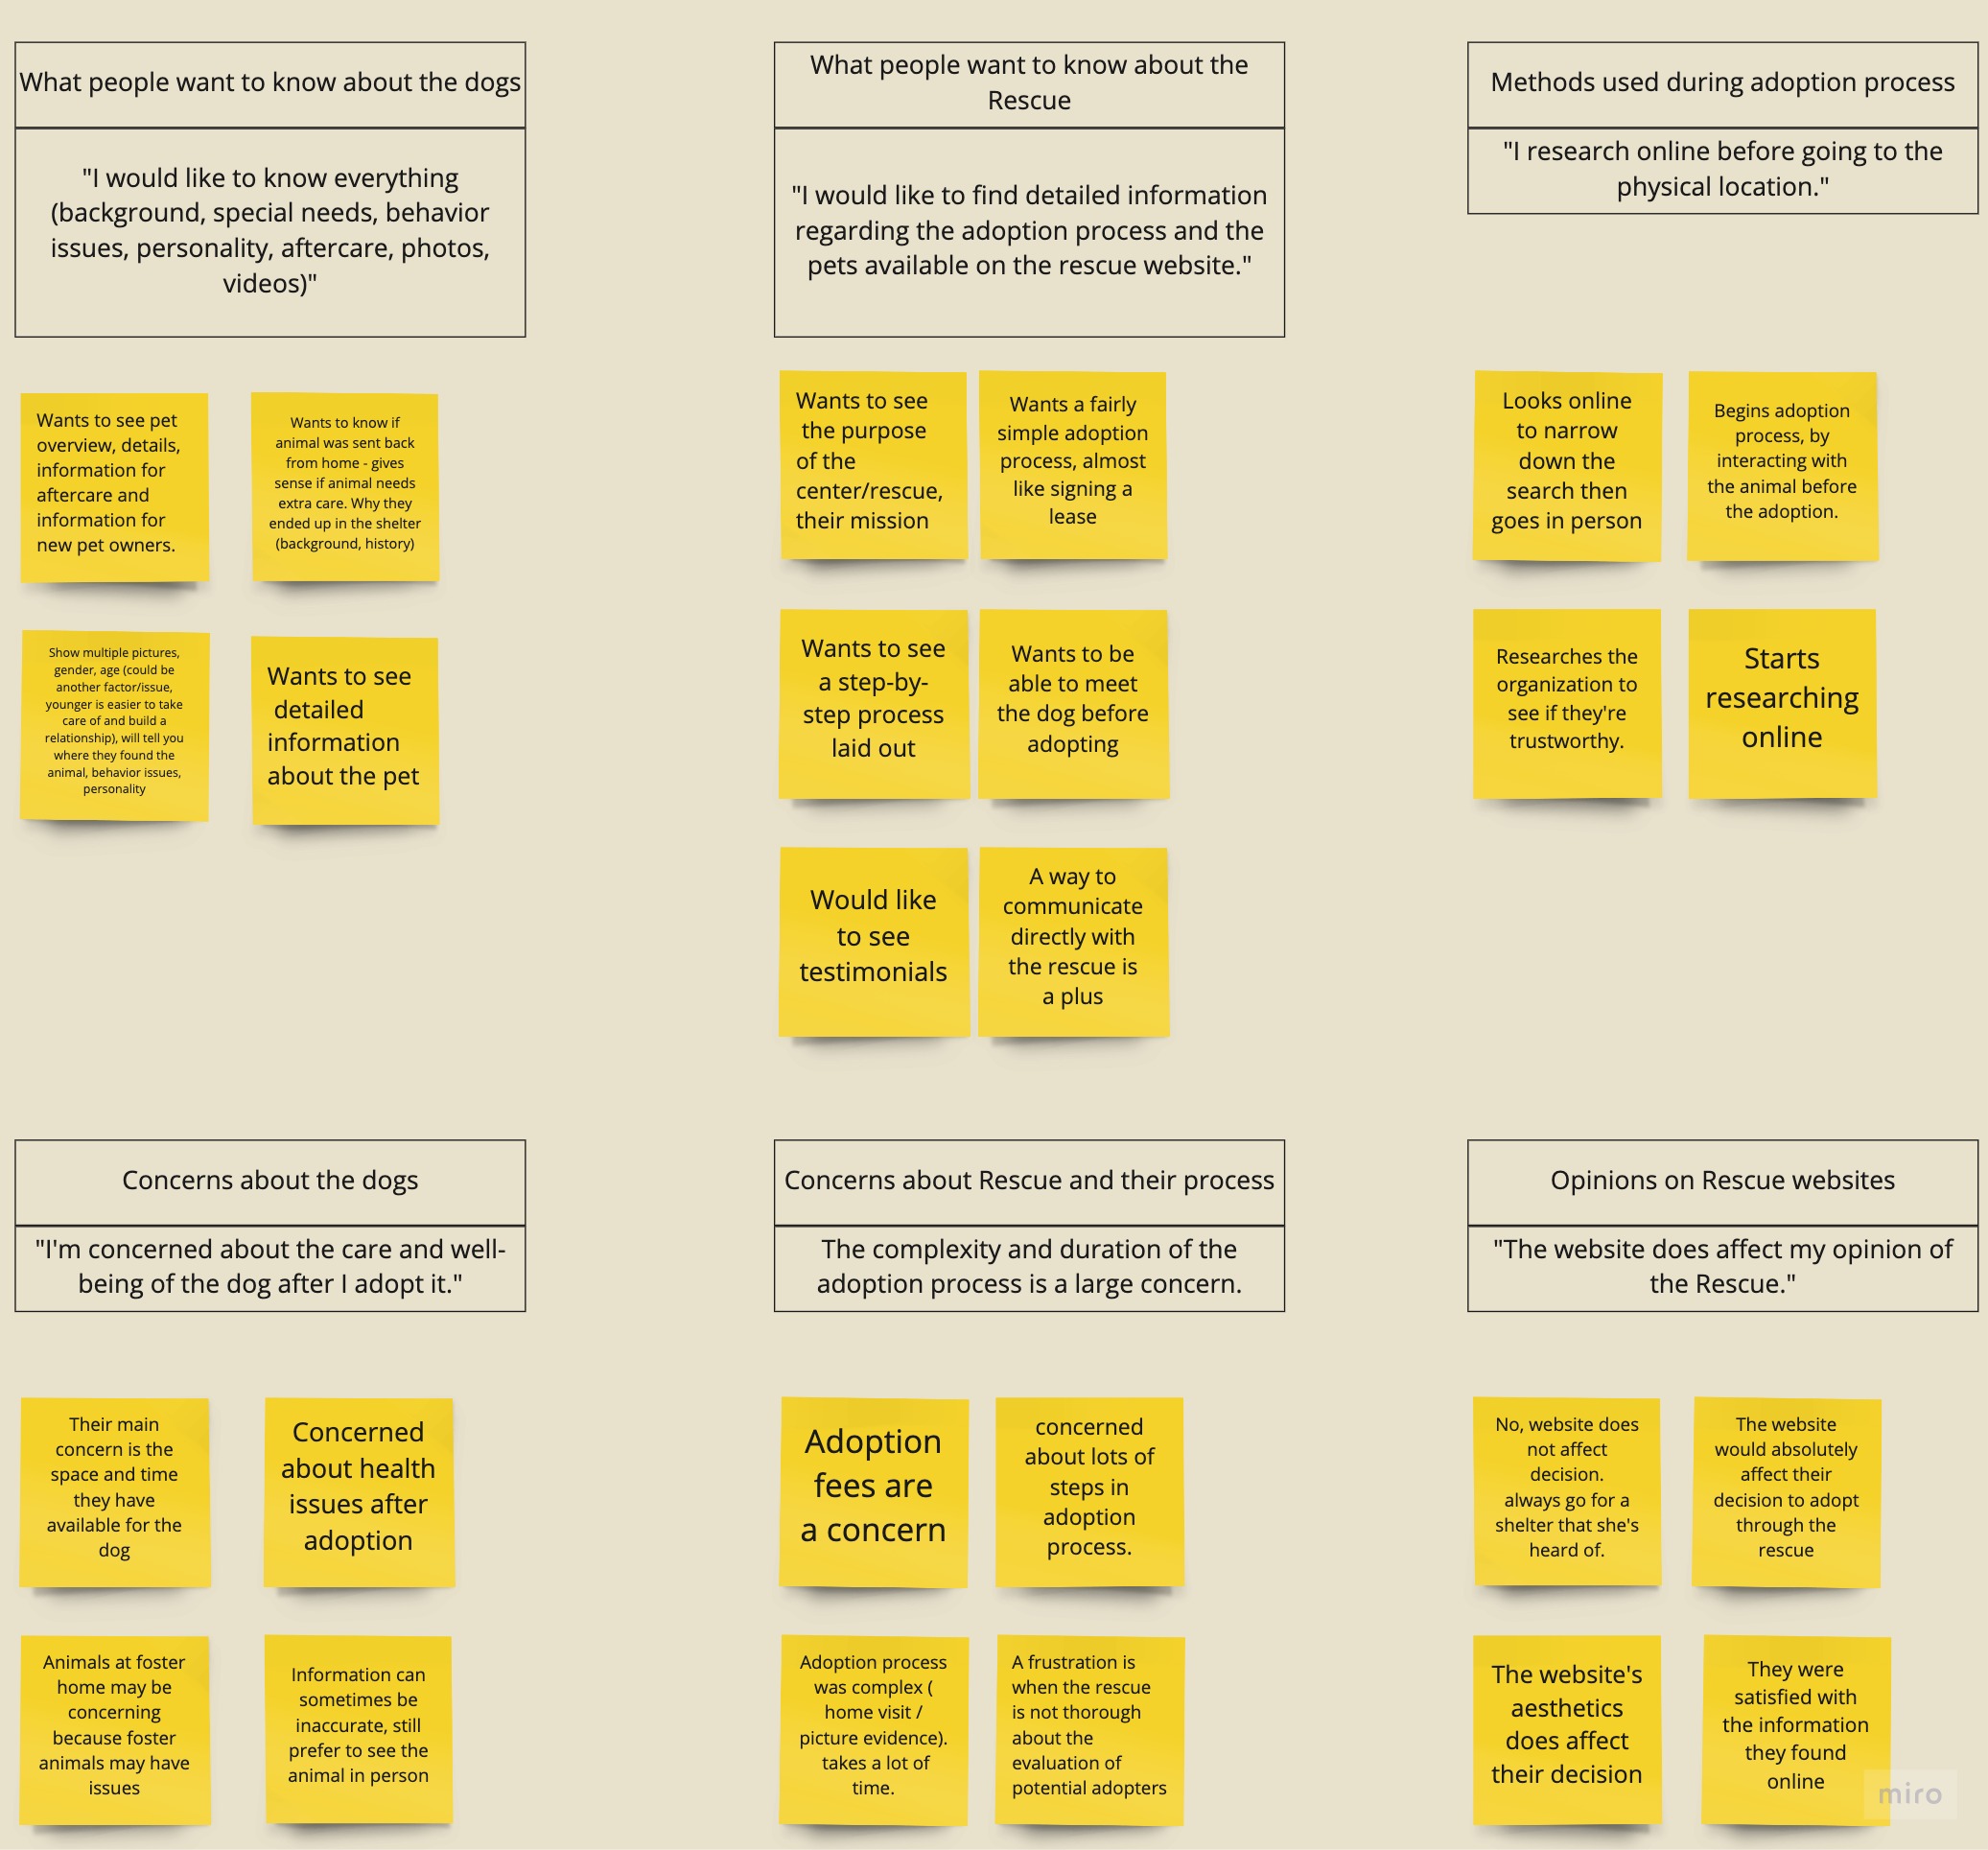 What people want to know about the dogs
"I would like to know everything
(background, special needs, behavior
issues, personality, aftercare, photos,
videos)"
Wants to see pet
overview, details,
information for
aftercare and
information for
new pet owners.
Wants to know if
animal was sent back
from home - gives
sense if animal needs
extra care. Why they
ended up in the shelter
(background, history)
Show multiple pictures,
gender, age (could be
another factor/issue,
younger is easier to take
care of and build a
relationship), will tell you
where they found the
animal, behavior issues,
personality
Wants to see
detailed
information
about the pet
What people want to know about the
Rescue
"I would like to find detailed information
regarding the adoption process and the
pets available on the rescue website."
Wants to see
the purpose
of the
center/rescue,
their mission
Wants a fairly
simple adoption
process, almost
like signing a
lease
Wants to see
a step-by-
step process
laid out
Wants to be
able to meet
the dog before
adopting
Would like
to see
testimonials
A way to
communicate
directly with
the rescue is
a plus
Methods used during adoption process
"I research online before going to the
physical location."
Looks online
to narrow
down the
search then
goes in person
Begins adoption
process, by
interacting with
the animal before
the adoption.
Researches the
organization to
see if they're
trustworthy.
Starts
researching
online
Concerns about the dogs
"I'm concerned about the care and well-
being of the dog after I adopt it."
Their main
concern is the
space and time
they have
available for the
dog
Concerned
about health
issues after
adoption
Animals at foster
home may be
concerning
because foster
animals may have
issues
Information can
sometimes be
inaccurate, still
prefer to see the
animal in person
Concerns about Rescue and their process
The complexity and duration of the
adoption process is a large concern.
Adoption
fees are
a concern
concerned
about lots of
steps in
adoption
process.
Adoption process
was complex (
home visit /
picture evidence).
takes a lot of
time.
A frustration is
when the rescue
is not thorough
about the
evaluation of
potential adopters
Opinions on Rescue websites
"The website does affect my opinion of
the Rescue."
No, website does
not affect
decision.
always go for a
shelter that she's
heard of.
The website
would absolutely
affect their
decision to adopt
through the
rescue
The website's
aesthetics
does affect
their decision
They were
satisfied with
the information
they found
online
miro